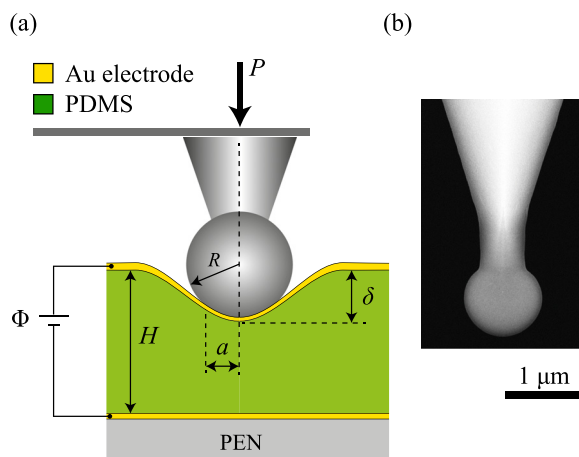 (a)
(b)
P
Au electrode
PDMS
R
Φ
H
δ
a
1 μm
PEN